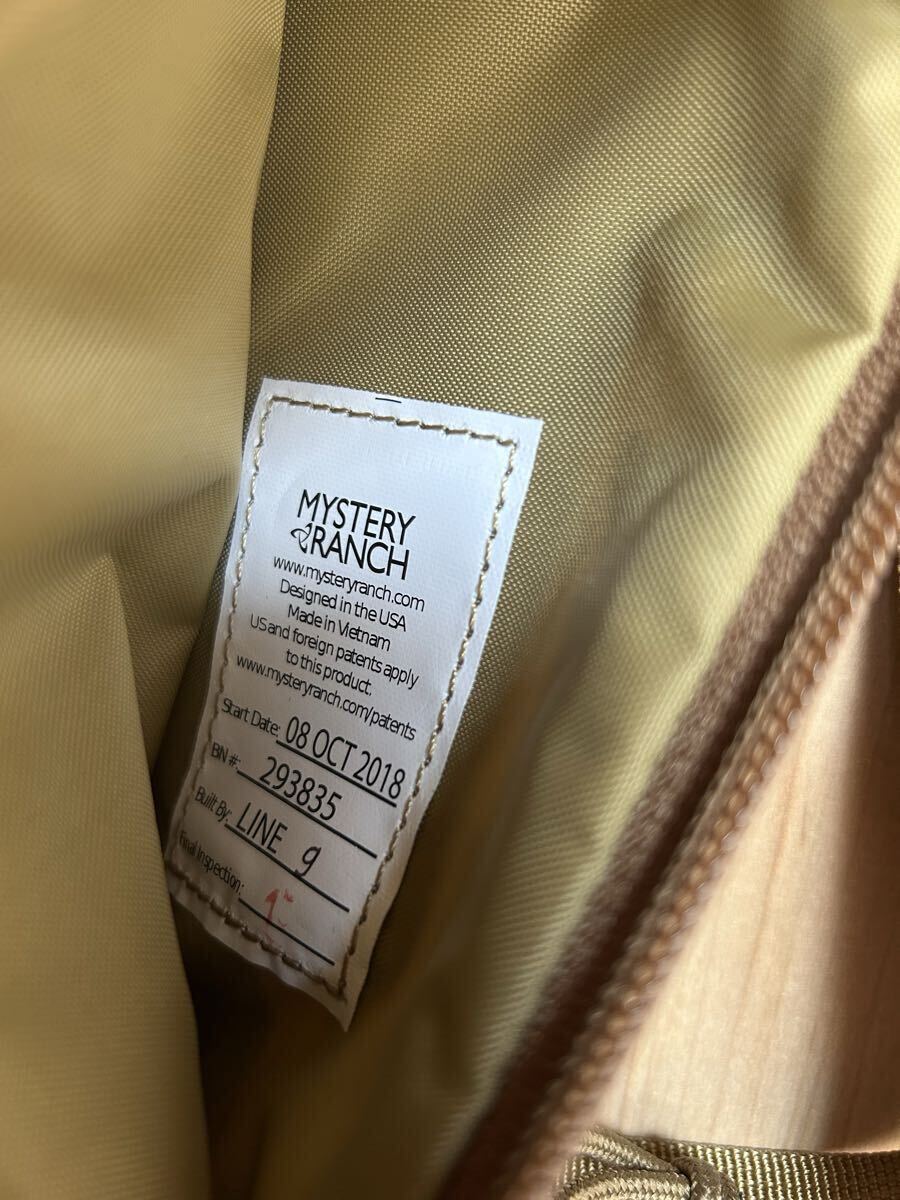 MYSTERY
RANCH
www.mysteryranch.com
Designed in the USA
Made in Vietnam
US and foreign patents apply
to this product.
www.mysteryranch.com/patents
Start Date: 08 OCT 2018
BN #: 293835
Built By: LINE g
Final Inspection: